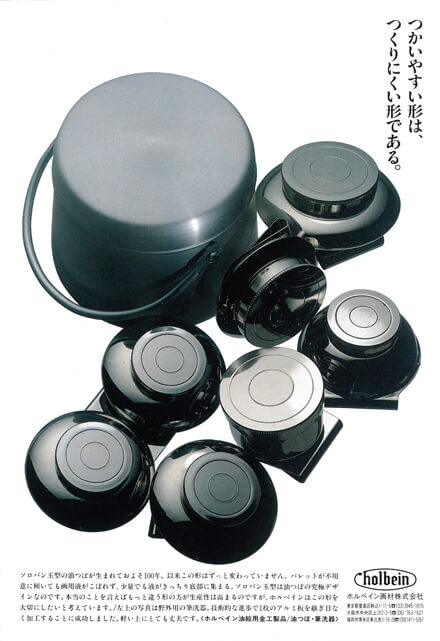 つかいやすい形は、
つくりにくい形である。
ソロバン玉型の油つぼが生まれておよそ100年。以来この形はずっと変わっていません。パレットが不用
意に傾いても画用液がこぼれず、少量でも液がきっちり底部に集まる。ソロバン玉型は油つぼの究極デザ
インなのです。本当のことを言えばもっと違う形の方が生産性は高まるのですが、ホルベインはこの形を
大切にしたいと考えています。/左上の写真は野外用の筆洗器。技術的な進歩で1枚のアルミ板を継ぎ目な
く加工することに成功しました。軽い上にとても丈夫です。〈ホルベイン油絵用金工製品/油つぼ・筆洗器〉
holbein
ホルベイン画材株式会社